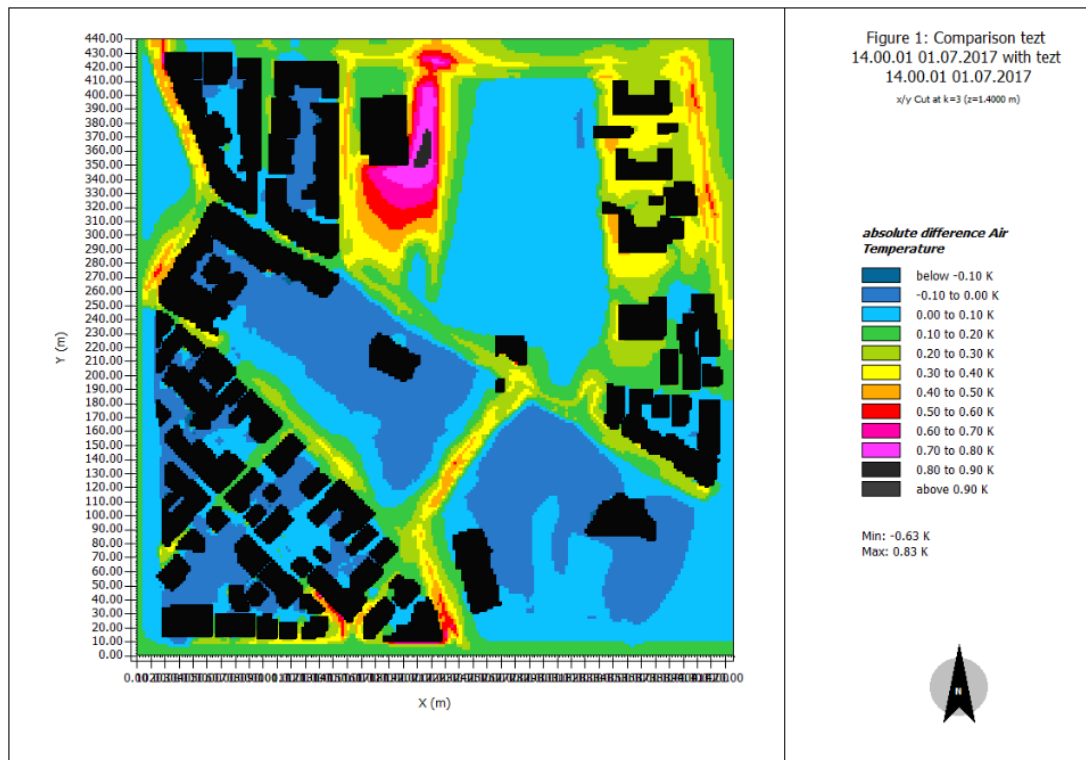 Figure 1: Comparison tezt
14.00.01 01.07.2017 with tezt
14.00.01 01.07.2017
x/y Cut at k=3 (z=1.4000 m)
absolute difference Air
Temperature
below -0.10 K
-0.10 to 0.00 K
0.00 to 0.10 K
0.10 to 0.20 K
0.20 to 0.30 K
0.30 to 0.40 K
0.40 to 0.50 K
0.50 to 0.60 K
0.60 to 0.70 K
0.70 to 0.80 K
0.80 to 0.90 K
above 0.90 K
Min: -0.63 K
Max: 0.83 K
N
Y (m)
440.00
430.00
420.00
410.00
400.00
390.00
380.00
370.00
360.00
350.00
340.00
330.00
320.00
310.00
300.00
290.00
280.00
270.00
260.00
250.00
240.00
230.00
220.00
210.00
200.00
190.00
180.00
170.00
160.00
150.00
140.00
130.00
120.00
110.00
100.00
90.00
80.00
70.00
60.00
50.00
40.00
30.00
20.00
10.00
0.00
X (m)